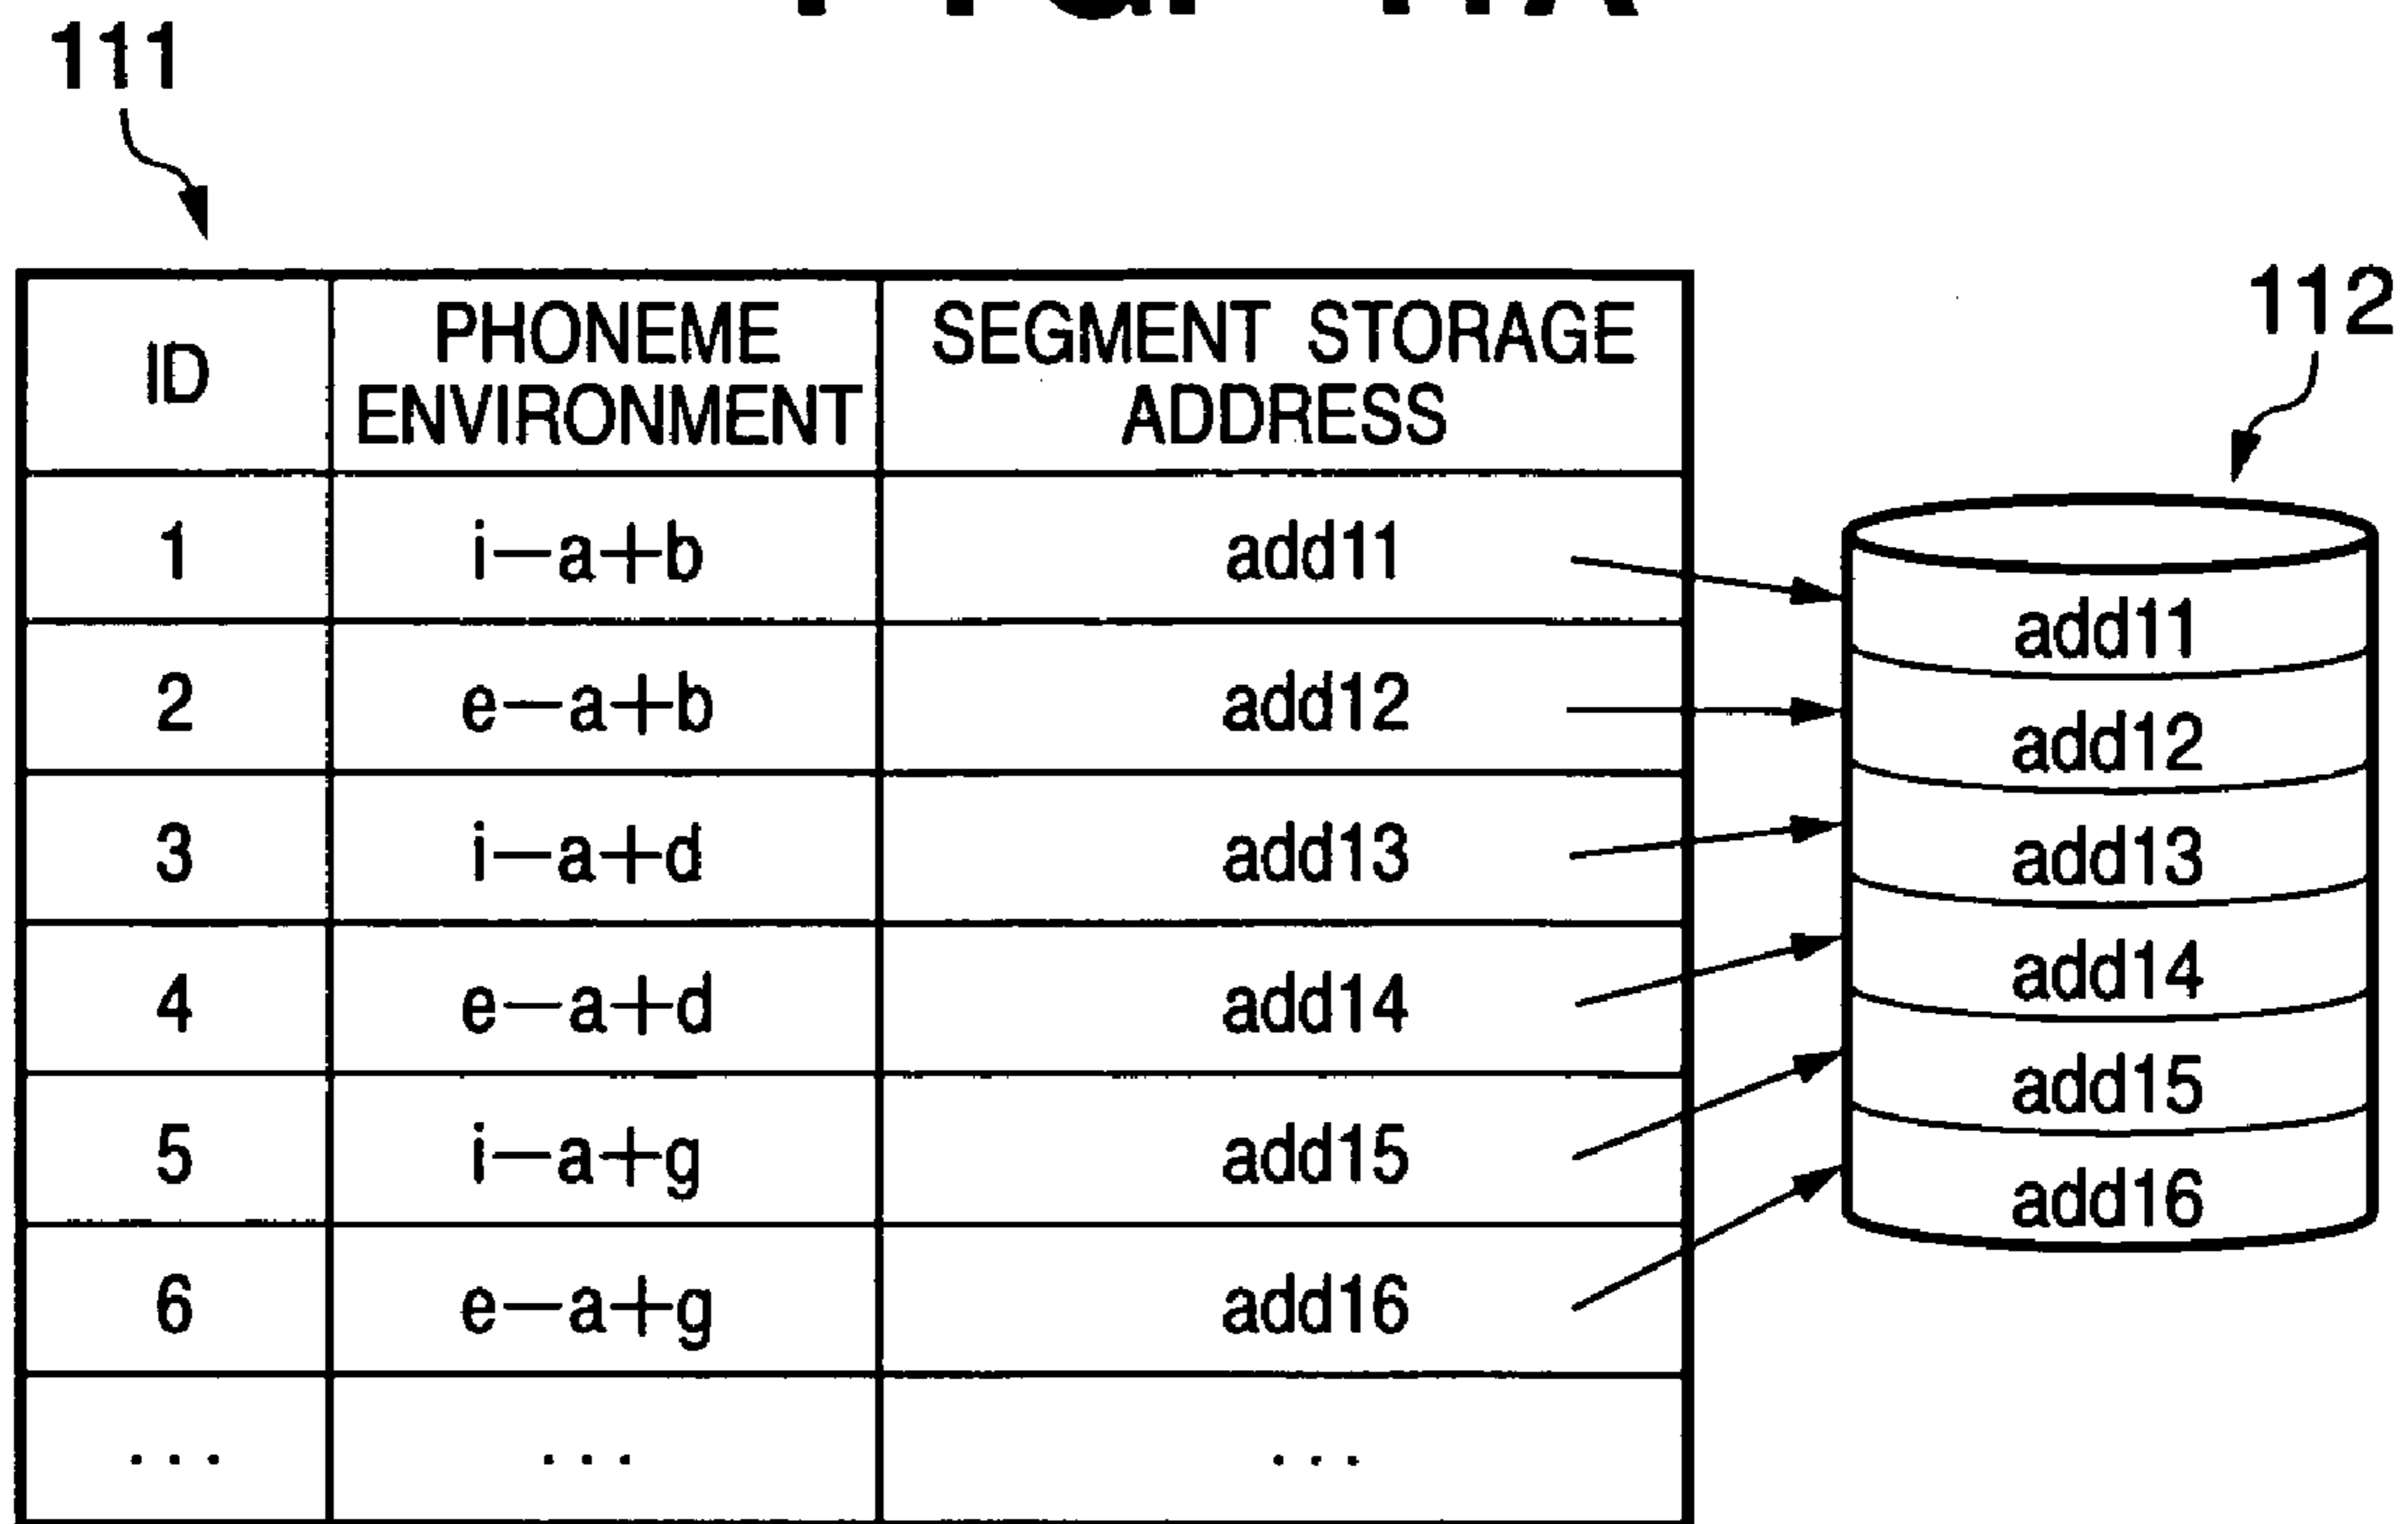 111
112
ID PHONEME ENVIRONMENT SEGMENT STORAGE ADDRESS
1 i—a+b add11
2 e—a+b add12
3 i—a+d add13
4 e—a+d add14
5 i—a+g add15
6 e—a+g add16
... ... ...
add11
add12
add13
add14
add15
add16